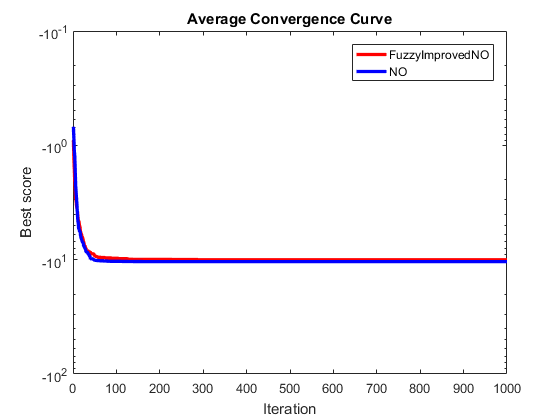 Average Convergence Curve
-10^-1
FuzzyImprovedNO
NO
-10^0
Best score
-10^1
-10^2
0 100 200 300 400 500 600 700 800 900 1000
Iteration